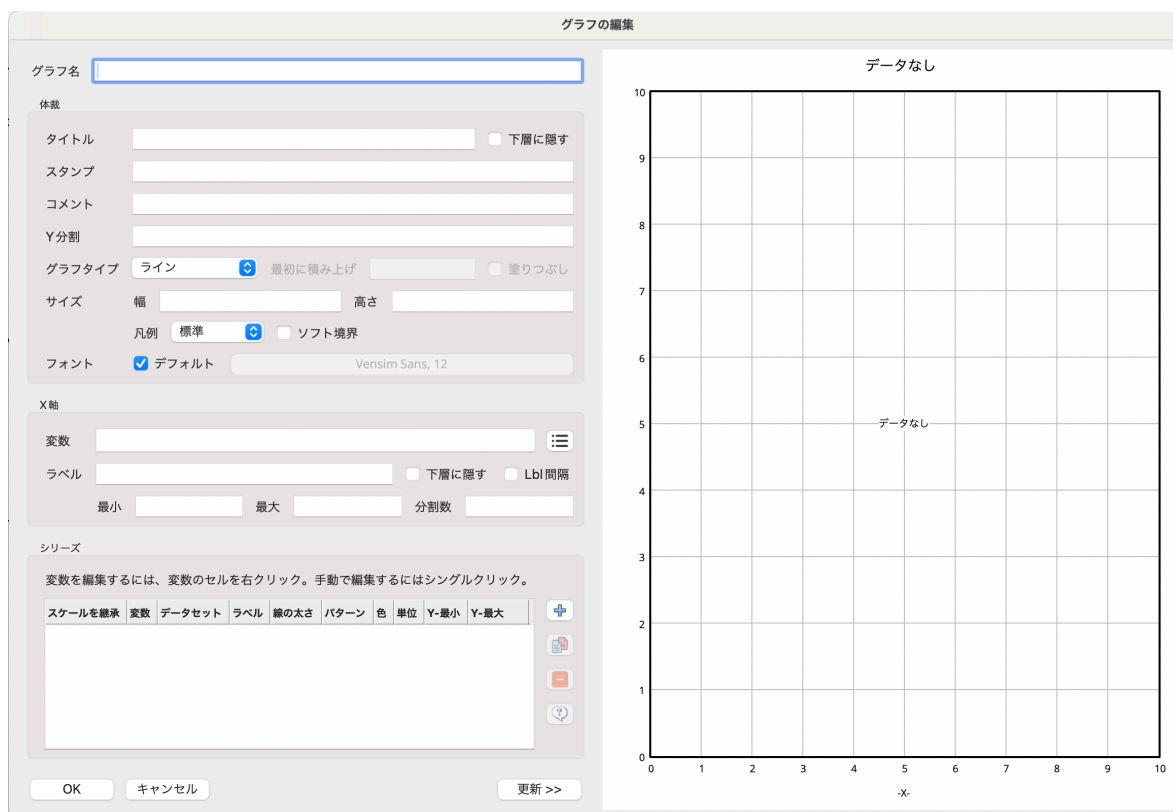 グラフの編集
グラフ名
体裁
タイトル 下層に隠す
スタンプ
コメント
Y分割
グラフタイプ ライン 最初に積み上げ 塗りつぶし
サイズ 幅 高さ
凡例 標準 ソフト境界
フォント デフォルト Vensim Sans, 12
X軸
変数
ラベル 下層に隠す Lbl間隔
最小 最大 分割数
シリーズ
変数を編集するには、変数のセルを右クリック。手動で編集するにはシングルクリック。
スケールを継承 変数 データセット ラベル 線の太さ パターン 色 単位 Y-最小 Y-最大
OK キャンセル 更新 >>
データなし
10
9
8
7
6
5
4
3
2
1
0
データなし
0 1 2 3 4 5 6 7 8 9 10
-X-